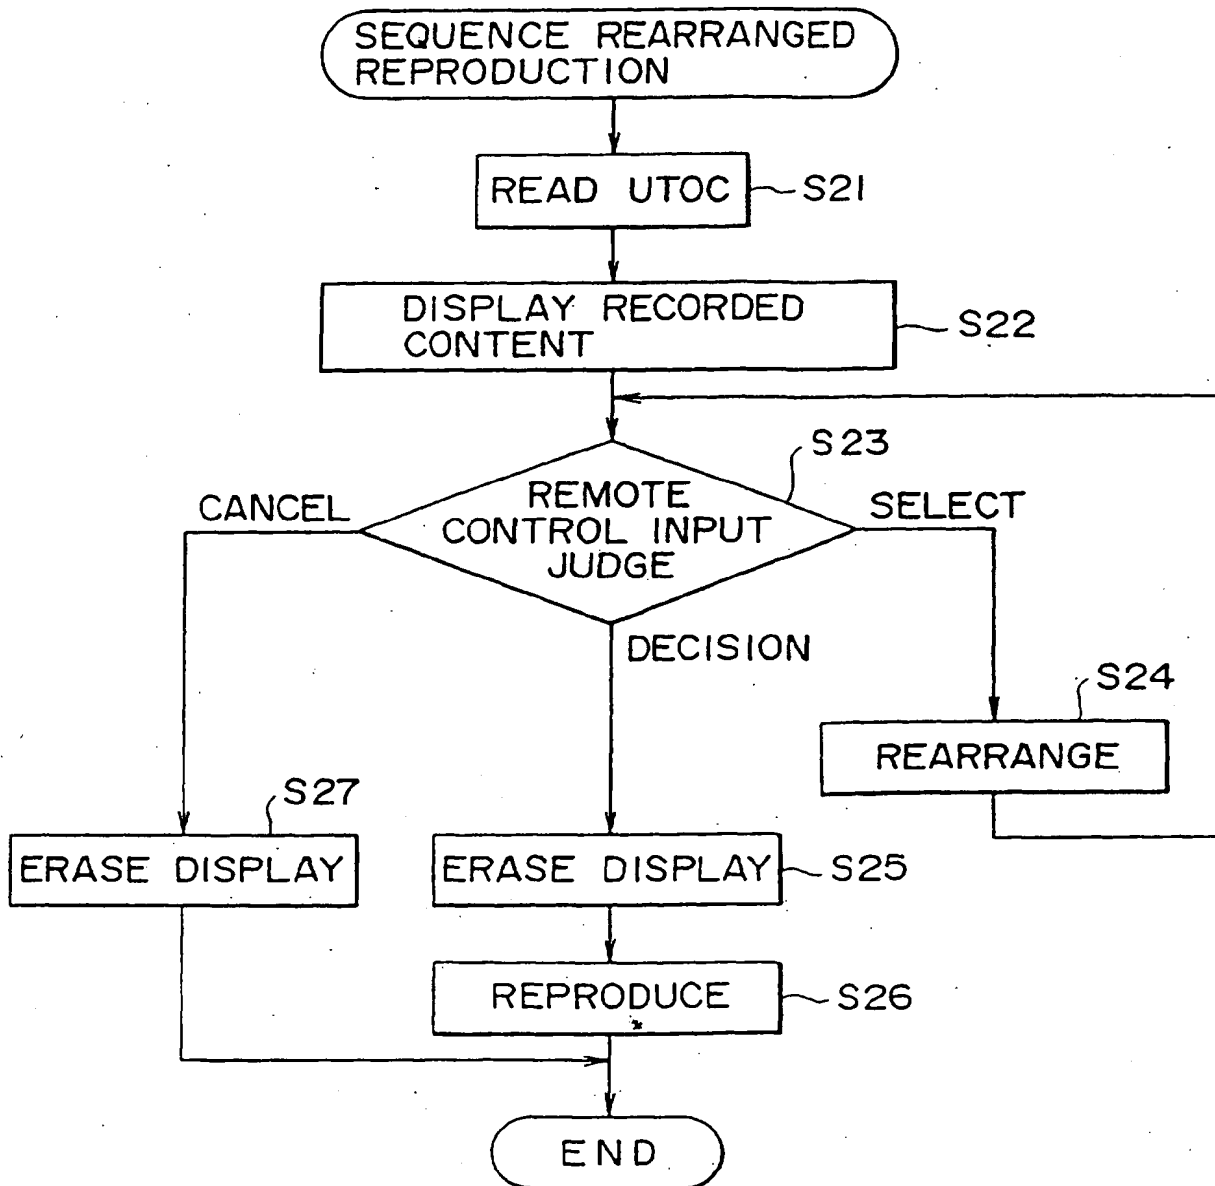 SEQUENCE REARRANGED
REPRODUCTION
READ UTOC
S21
DISPLAY RECORDED
CONTENT
S22
S23
CANCEL
REMOTE
CONTROL INPUT
JUDGE
SELECT
DECISION
S24
REARRANGE
S27
ERASE DISPLAY
ERASE DISPLAY
S25
REPRODUCE
S26
END